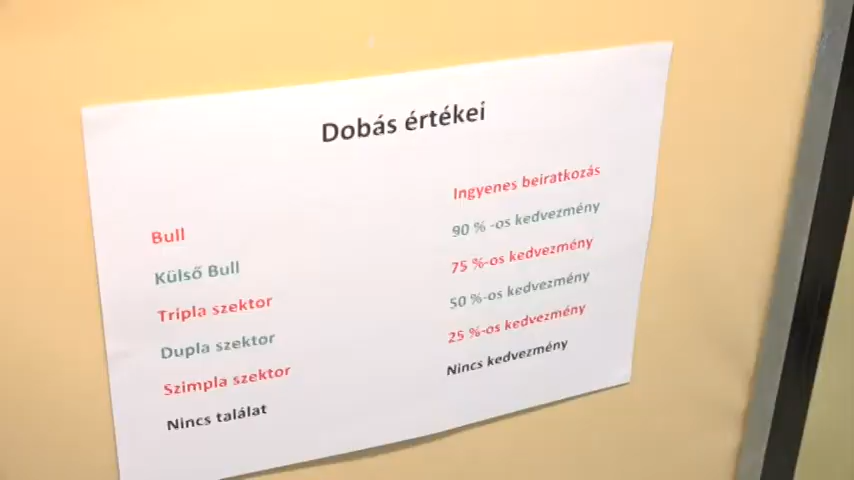 Dobás értékei
Bull Ingyenes beiratkozás
Külső Bull 90 % -os kedvezmény
Tripla szektor 75 %-os kedvezmény
Dupla szektor 50 %-os kedvezmény
Szimpla szektor 25 %-os kedvezmény
Nincs találat Nincs kedvezmény